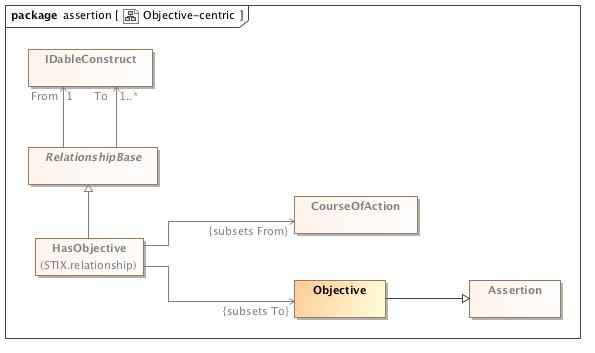 package assertion [ Objective-centric ]
IDableConstruct
From 1 To 1..*
RelationshipBase
CourseOfAction
{subsets From}
HasObjective
(STIX.relationship)
Objective
Assertion
{subsets To}